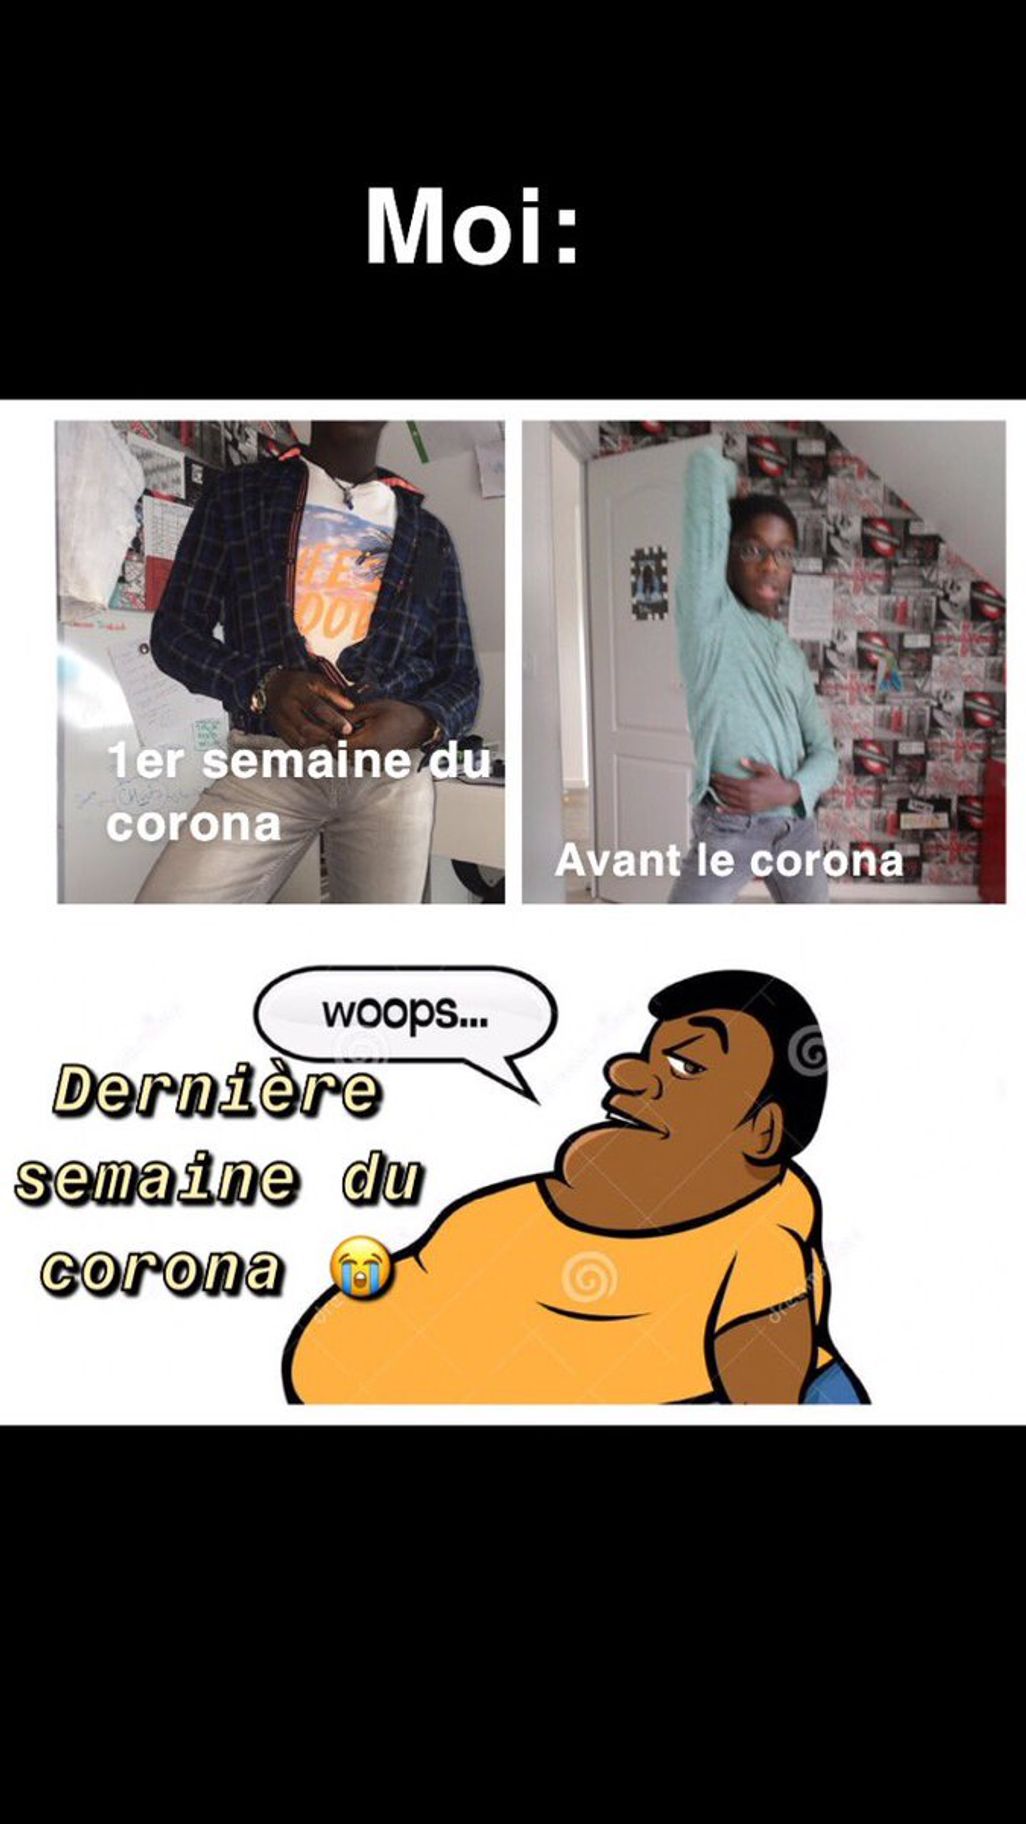 Moi:
1er semaine du
corona
Avant le corona
woops...
Dernière
semaine du
corona 😭